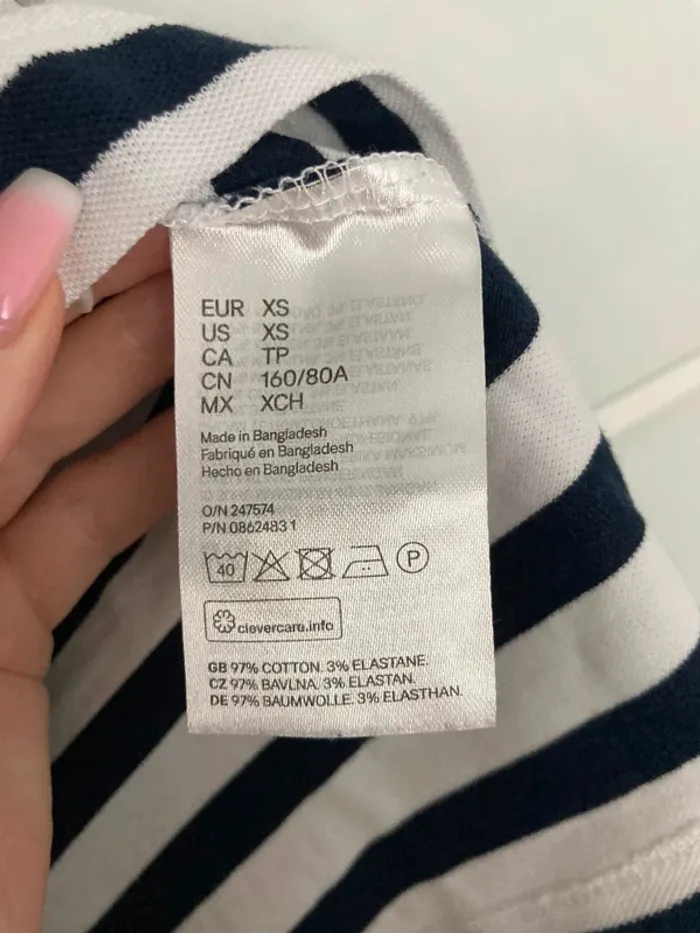 EUR XS
US XS
CA TP
CN 160/80A
MX XCH
Made in Bangladesh
Fabriqué en Bangladesh
Hecho en Bangladesh
O/N 247574
P/N 0862483 1
40
P
clevercare.info
GB 97% COTTON. 3% ELASTANE.
CZ 97% BAVLNA. 3% ELASTAN.
DE 97% BAUMWOLLE. 3% ELASTHAN.